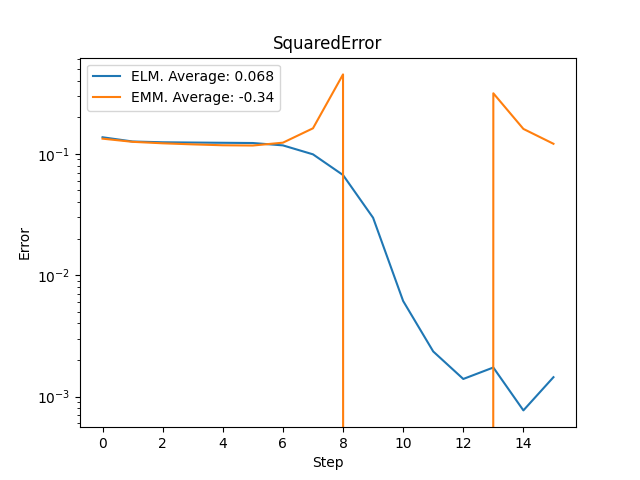 SquaredError
ELM. Average: 0.068
EMM. Average: -0.34
Error
10⁻¹
10⁻²
10⁻³
0 2 4 6 8 10 12 14
Step